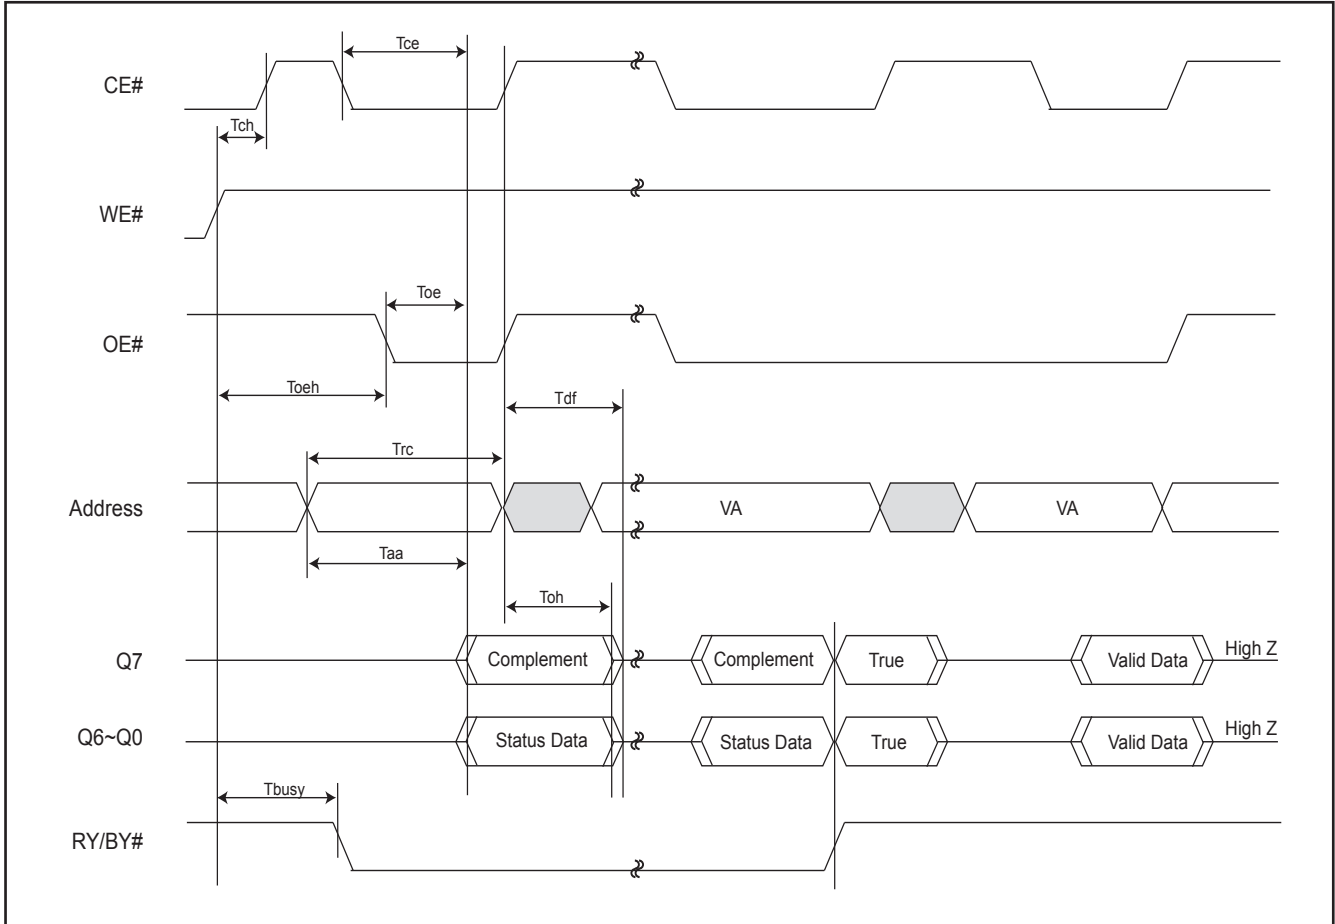 Tce
CE#
Tch
WE#
Toe
OE#
Toeh
Tdf
Trc
Address
VA
VA
Taa
Toh
Q7
Complement
Complement
True
Valid Data
High Z
Q6~Q0
Status Data
Status Data
True
Valid Data
High Z
Tbusy
RY/BY#